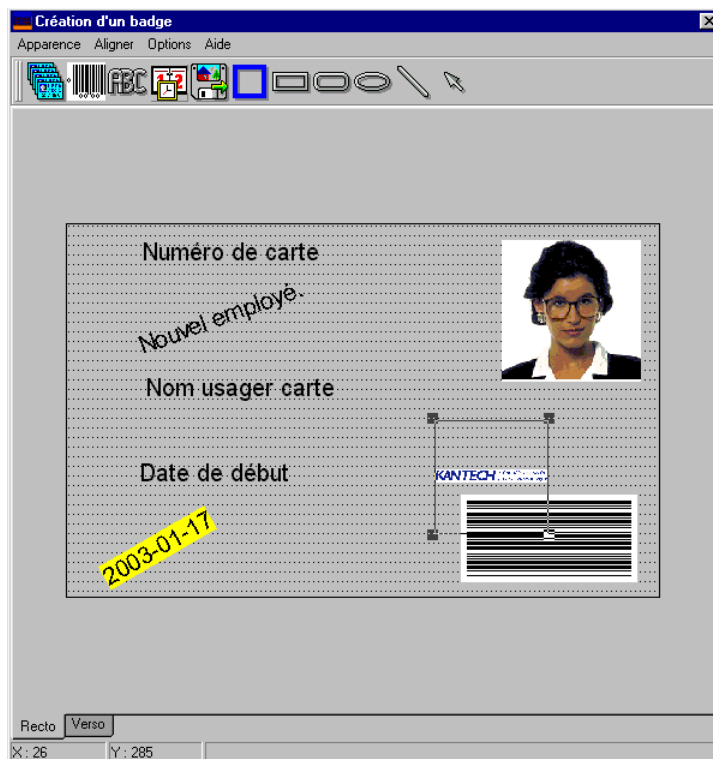 Création d'un badge
Apparence Aligner Options Aide
ABC
Numéro de carte
Nouvel employé.
Nom usager carte
KANTECH
Date de début
2003-01-17
Recto Verso
X : 26 Y : 285